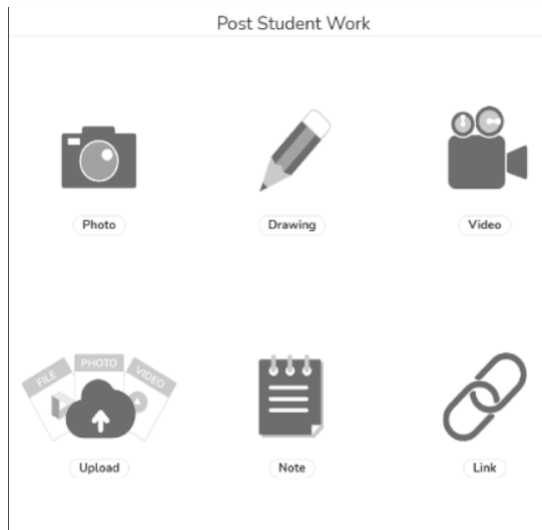 Post Student Work
Photo
Drawing
Video
FILE
PHOTO
VIDEO
Upload
Note
Link